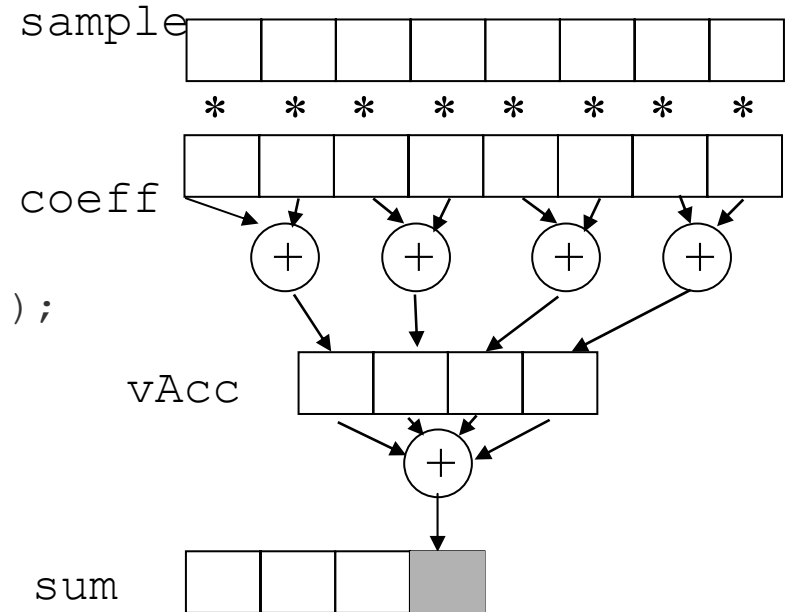 sample
* * * * * * * *
coeff
+ + + +
);
vAcc
+
sum